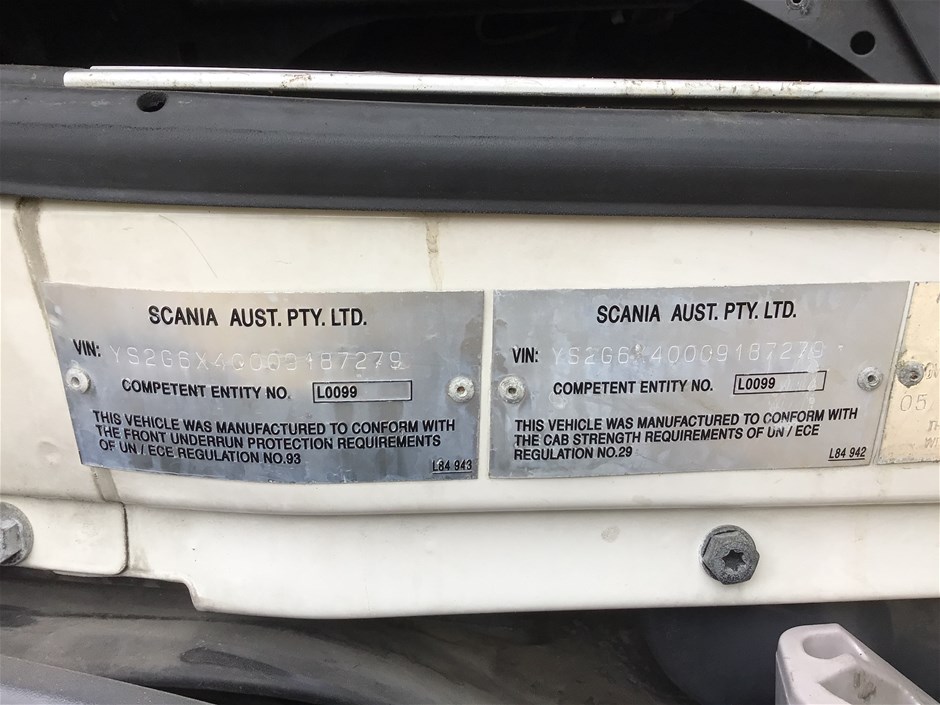 SCANIA AUST. PTY. LTD.
VIN: YS2G6X40009187279
COMPETENT ENTITY NO. L0099
THIS VEHICLE WAS MANUFACTURED TO CONFORM WITH
THE FRONT UNDERRUN PROTECTION REQUIREMENTS
OF UN / ECE REGULATION NO.93
L84 943
SCANIA AUST. PTY. LTD.
VIN: YS2G6X40009187279
COMPETENT ENTITY NO. L0099
THIS VEHICLE WAS MANUFACTURED TO CONFORM WITH
THE CAB STRENGTH REQUIREMENTS OF UN / ECE
REGULATION NO.29
L84 942
05